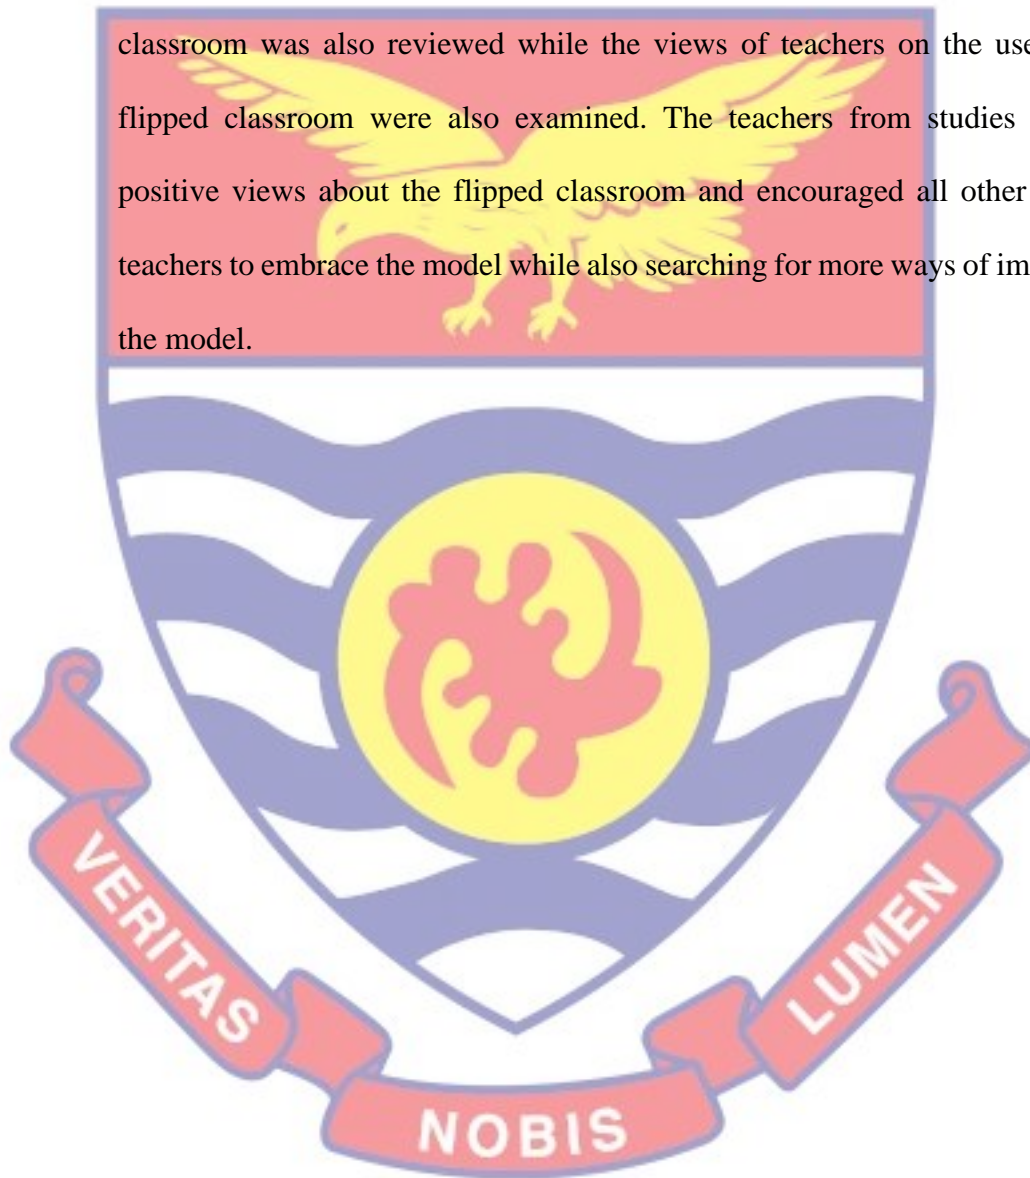 classroom was also reviewed while the views of teachers on the use
flipped classroom were also examined. The teachers from studies
positive views about the flipped classroom and encouraged all other
teachers to embrace the model while also searching for more ways of im
the model.
VERITAS
NOBIS
LUMEN